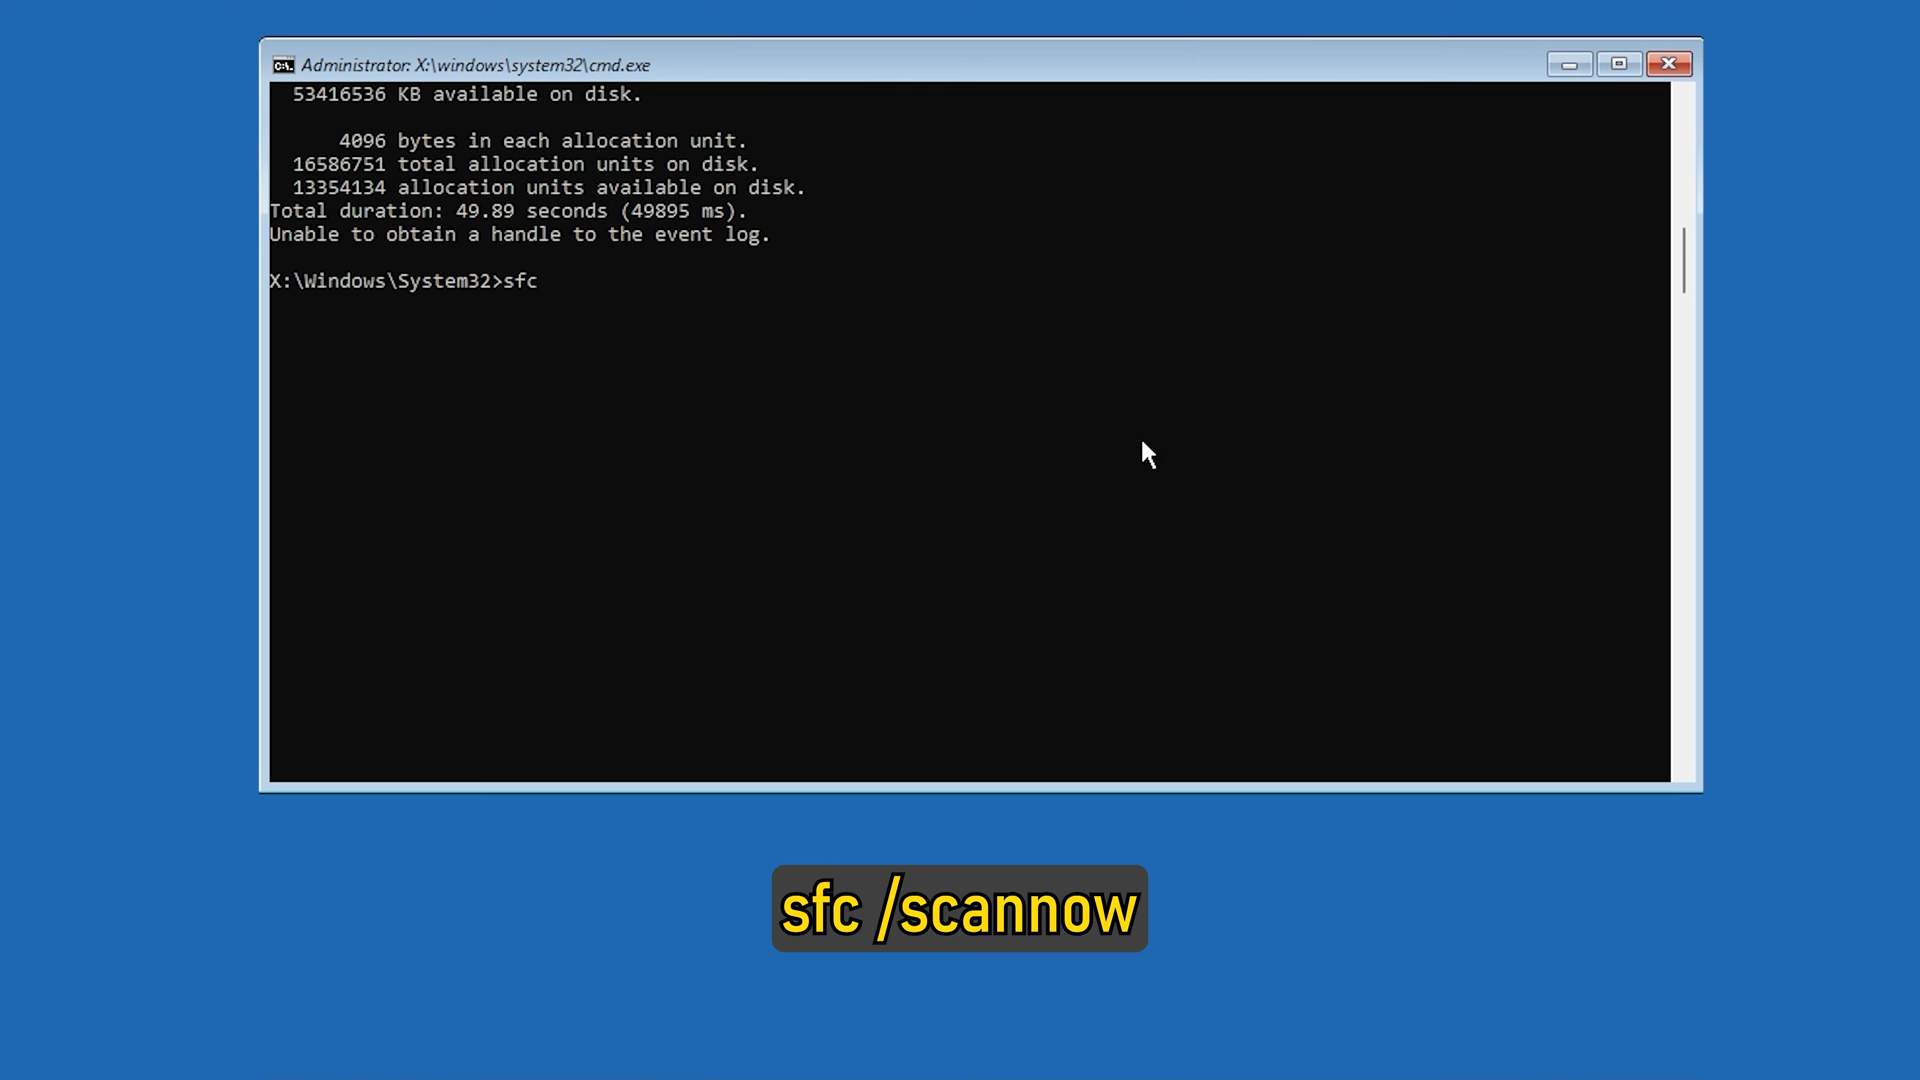 Administrator: X:\windows\system32\cmd.exe
53416536 KB available on disk.
4096 bytes in each allocation unit.
16586751 total allocation units on disk.
13354134 allocation units available on disk.
Total duration: 49.89 seconds (49895 ms).
Unable to obtain a handle to the event log.
X:\Windows\System32>sfc
sfc /scannow